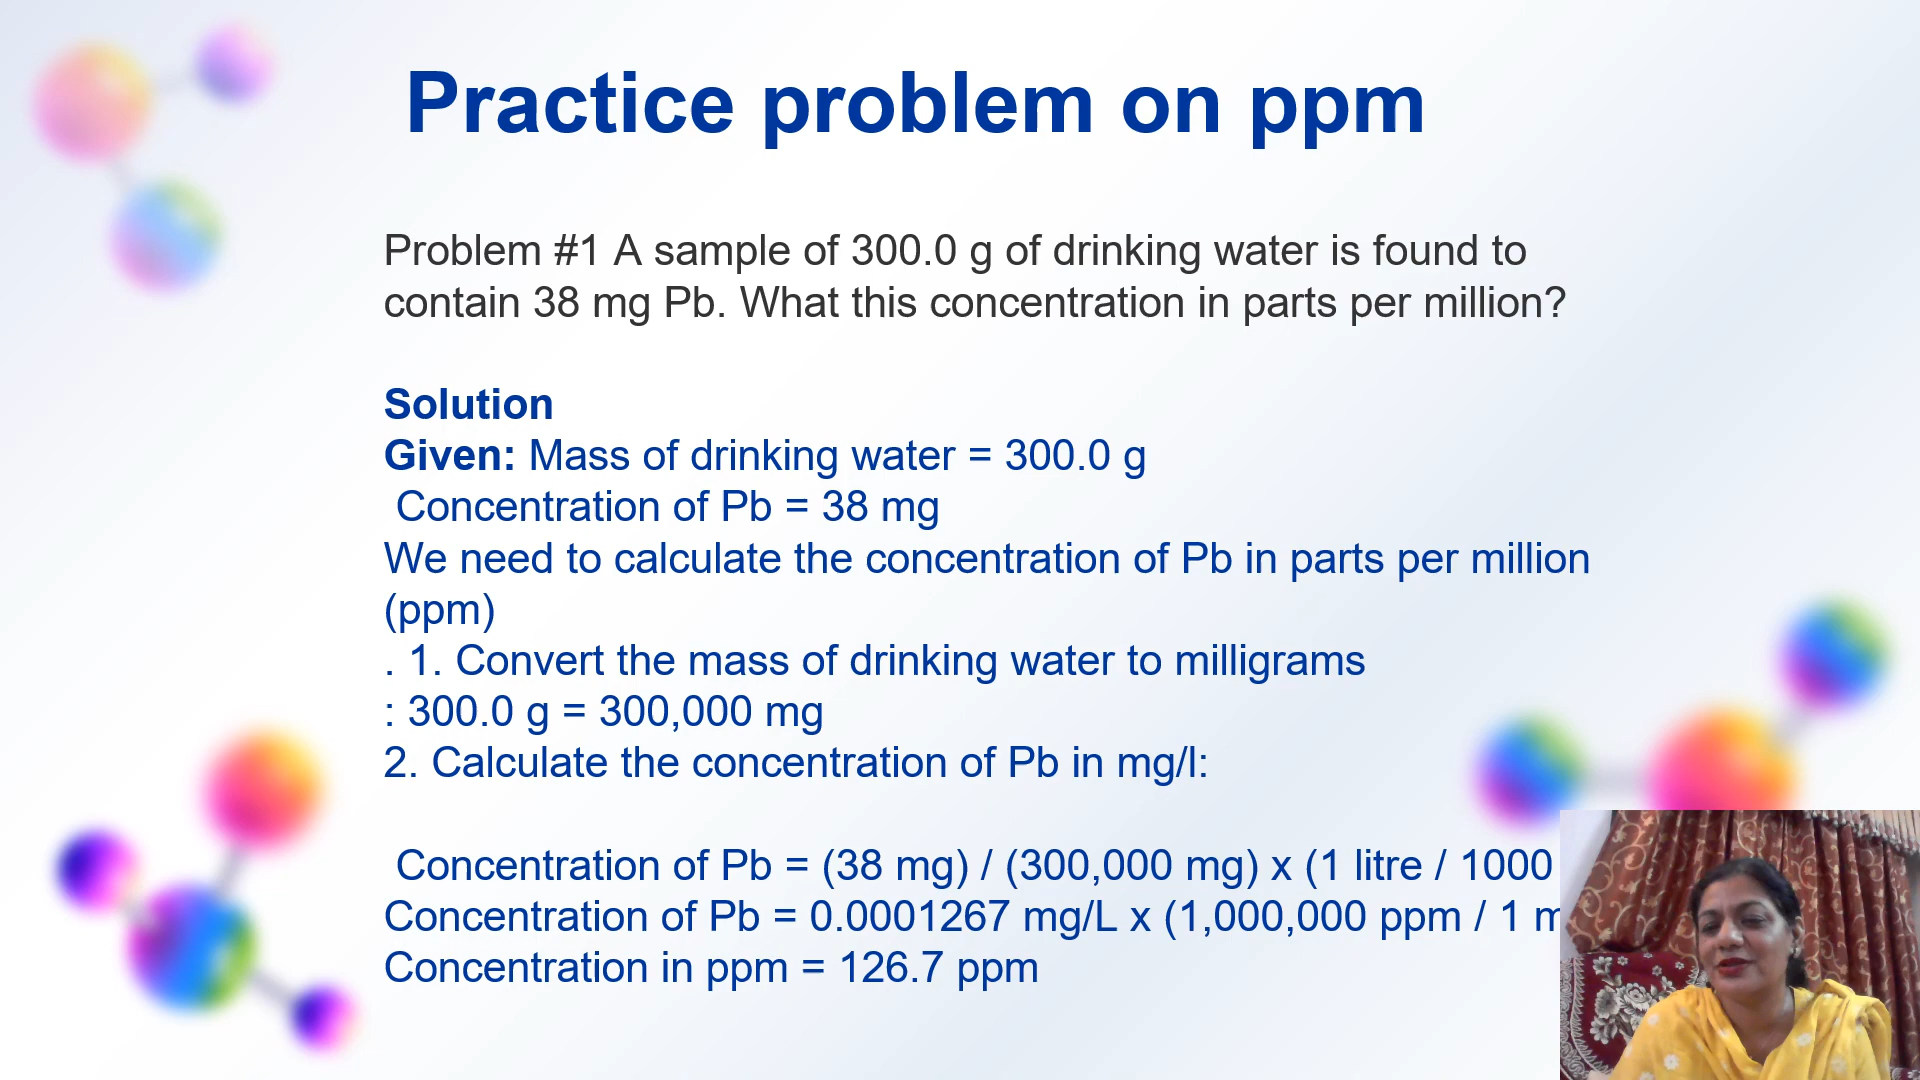 Practice problem on ppm
Problem #1 A sample of 300.0 g of drinking water is found to
contain 38 mg Pb. What this concentration in parts per million?
Solution
Given: Mass of drinking water = 300.0 g
Concentration of Pb = 38 mg
We need to calculate the concentration of Pb in parts per million
(ppm)
. 1. Convert the mass of drinking water to milligrams
: 300.0 g = 300,000 mg
2. Calculate the concentration of Pb in mg/l:
Concentration of Pb = (38 mg) / (300,000 mg) x (1 litre / 1000
Concentration of Pb = 0.0001267 mg/L x (1,000,000 ppm / 1
Concentration in ppm = 126.7 ppm